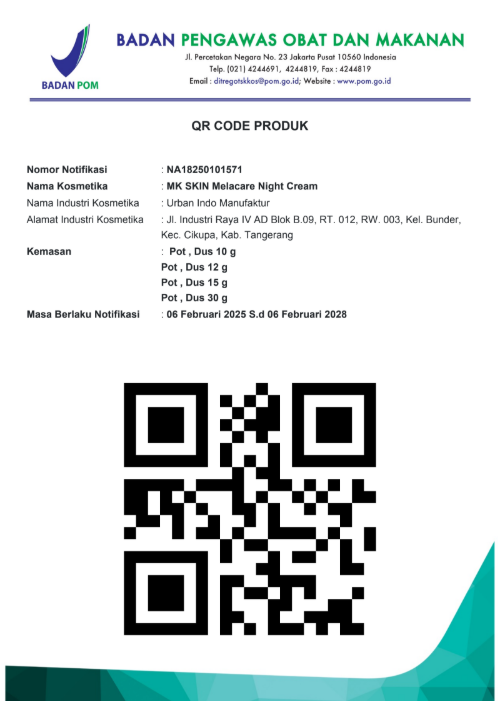 BADAN POM
BADAN PENGAWAS OBAT DAN MAKANAN
Jl. Percetakan Negara No. 23 Jakarta Pusat 10560 Indonesia
Telp. (021) 4244691, 4244819, Fax : 4244819
Email : ditregotskkos@pom.go.id; Website : www.pom.go.id
QR CODE PRODUK
Nomor Notifikasi : NA18250101571
Nama Kosmetika : MK SKIN Melacare Night Cream
Nama Industri Kosmetika : Urban Indo Manufaktur
Alamat Industri Kosmetika : Jl. Industri Raya IV AD Blok B.09, RT. 012, RW. 003, Kel. Bunder,
Kec. Cikupa, Kab. Tangerang
Kemasan : Pot , Dus 10 g
Pot , Dus 12 g
Pot , Dus 15 g
Pot , Dus 30 g
Masa Berlaku Notifikasi : 06 Februari 2025 S.d 06 Februari 2028